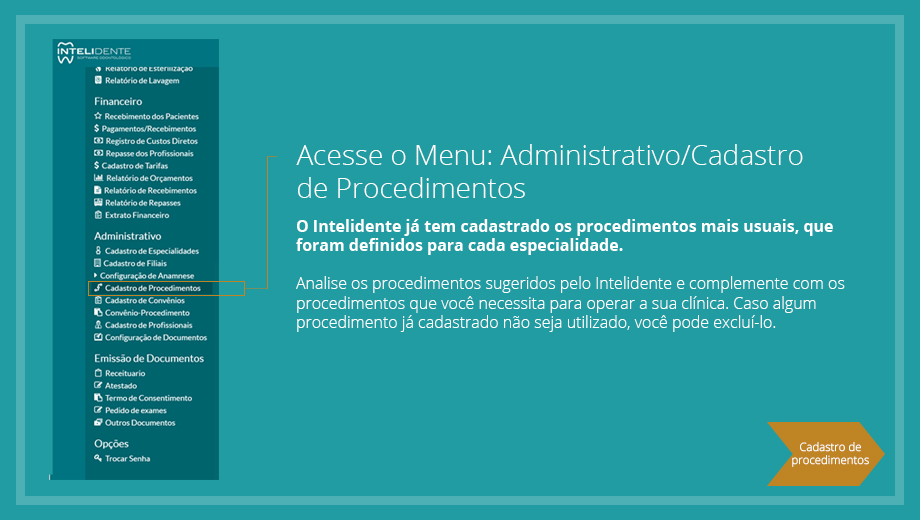 INTELIDENTE
SOFTWARE ODONTOLÓGICO
Relatório de Esterilização
Relatório de Lavagem
Financeiro
Recebimento dos Pacientes
Pagamentos/Recebimentos
Registro de Custos Diretos
Repasse dos Profissionais
Cadastro de Tarifas
Relatório de Orçamentos
Relatório de Recebimentos
Relatório de Repasses
Extrato Financeiro
Administrativo
Cadastro de Especialidades
Cadastro de Filiais
Configuração de Anamnese
Cadastro de Procedimentos
Cadastro de Convênios
Convênio-Procedimento
Cadastro de Profissionais
Configuração de Documentos
Emissão de Documentos
Receituario
Atestado
Termo de Consentimento
Pedido de exames
Outros Documentos
Opções
Trocar Senha
Acesse o Menu: Administrativo/Cadastro
de Procedimentos
O Intelidente já tem cadastrado os procedimentos mais usuais, que
foram definidos para cada especialidade.
Analise os procedimentos sugeridos pelo Intelidente e complemente com os
procedimentos que você necessita para operar a sua clínica. Caso algum
procedimento já cadastrado não seja utilizado, você pode excluí-lo.
Cadastro de
procedimentos